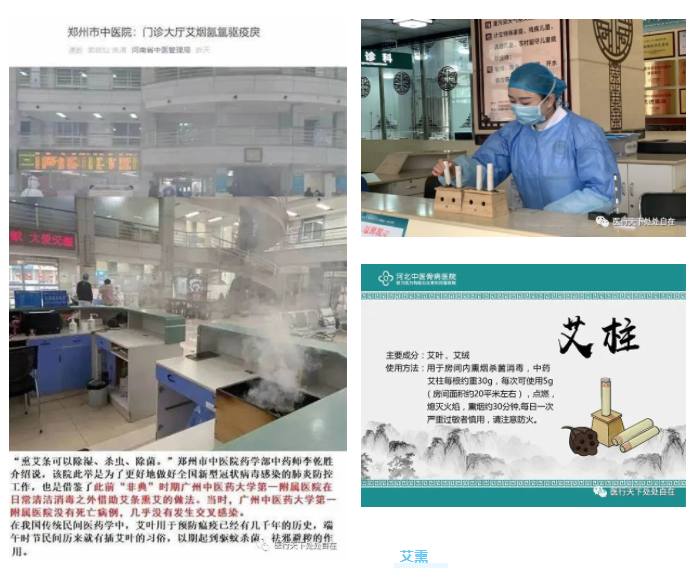 郑州市中医院：门诊大厅艾烟氤氲驱疫戾
河南省中医管理局 昨天
“熏艾条可以除湿、杀虫、除菌。”郑州市中医院药学部中药师李乾胜
介绍说，该院此举是为了更好地做好全国新型冠状病毒感染的肺炎防控
工作，也是借鉴了此前“非典”时期广州中医药大学第一附属医院在
日常清洁消毒之外借助艾条熏艾的做法。当时，广州中医药大学第一
附属医院没有死亡病例，几乎没有发生交叉感染。
在我国传统民间医药学中，艾叶用于预防瘟疫已经有几千年的历史，端
午时节民间历来就有插艾叶的习俗，以期起到驱蚊杀菌、祛邪避秽的作
用。
医行天下处处自在
诊科
医行天下处处自在
河北中医骨病医院
艾柱
主要成分：艾叶、艾绒
使用方法：用于房间内熏烟杀菌消毒，中药
艾柱每根约重30g，每次可使用5g
（房间面积约20平米左右），点燃，
熄灭火焰，熏烟约30分钟,每日一次
严重过敏者慎用，请注意防火。
医行天下处处自在
艾熏